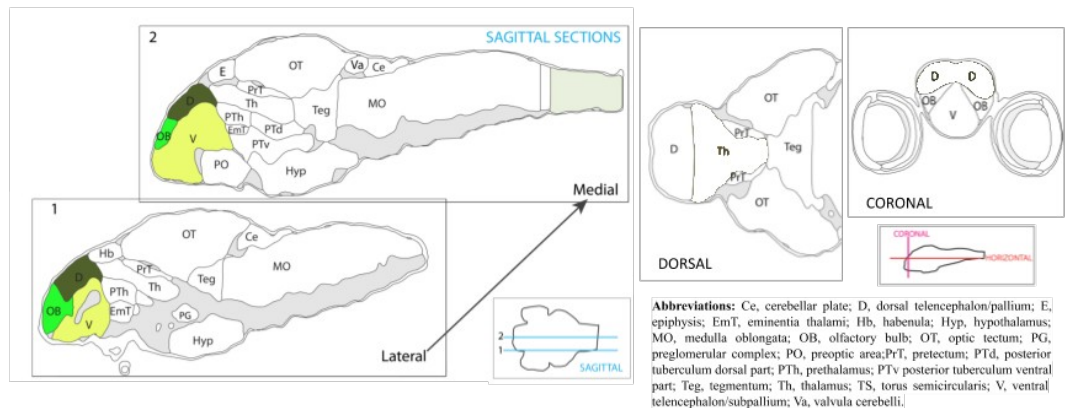 2
SAGITTAL SECTIONS
E
OT
Va
Ce
PrT
Th
D
PTh
Teg
MO
OB
EmT
PTd
V
PTv
PO
Hyp
Medial
1
OT
Ce
Hb
PrT
D
Th
Teg
MO
PTh
OB
EmT
V
PG
Hyp
Lateral
2
1
SAGITTAL
OT
PrT
D
Th
Teg
PrT
OT
DORSAL
D
D
OB
OB
V
CORONAL
CORONAL
HORIZONTAL
Abbreviations: Ce, cerebellar plate; D, dorsal telencephalon/pallium; E,
epiphysis; EmT, eminentia thalami; Hb, habenula; Hyp, hypothalamus;
MO, medulla oblongata; OB, olfactory bulb; OT, optic tectum; PG,
preglomerular complex; PO, preoptic area;PrT, pretectum; PTd, posterior
tuberculum dorsal part; PTh, prethalamus; PTv posterior tuberculum ventral
part; Teg, tegmentum; Th, thalamus; TS, torus semicircularis; V, ventral
telencephalon/subpallium; Va, valvula cerebelli.